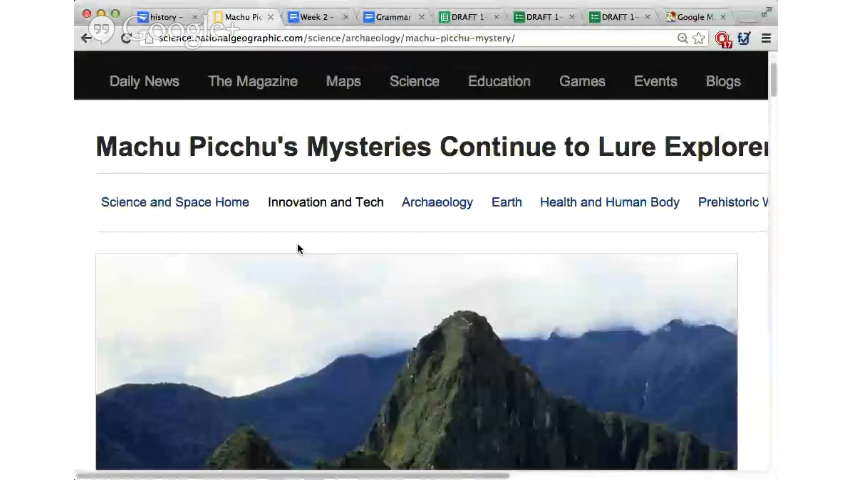 history – Machu Pic Week 2 – Grammar DRAFT 1 DRAFT 1- DRAFT 1- Google M
Google+
science.nationalgeographic.com/science/archaeology/machu-picchu-mystery/
Daily News The Magazine Maps Science Education Games Events Blogs
Machu Picchu's Mysteries Continue to Lure Explorer
Science and Space Home Innovation and Tech Archaeology Earth Health and Human Body Prehistoric W